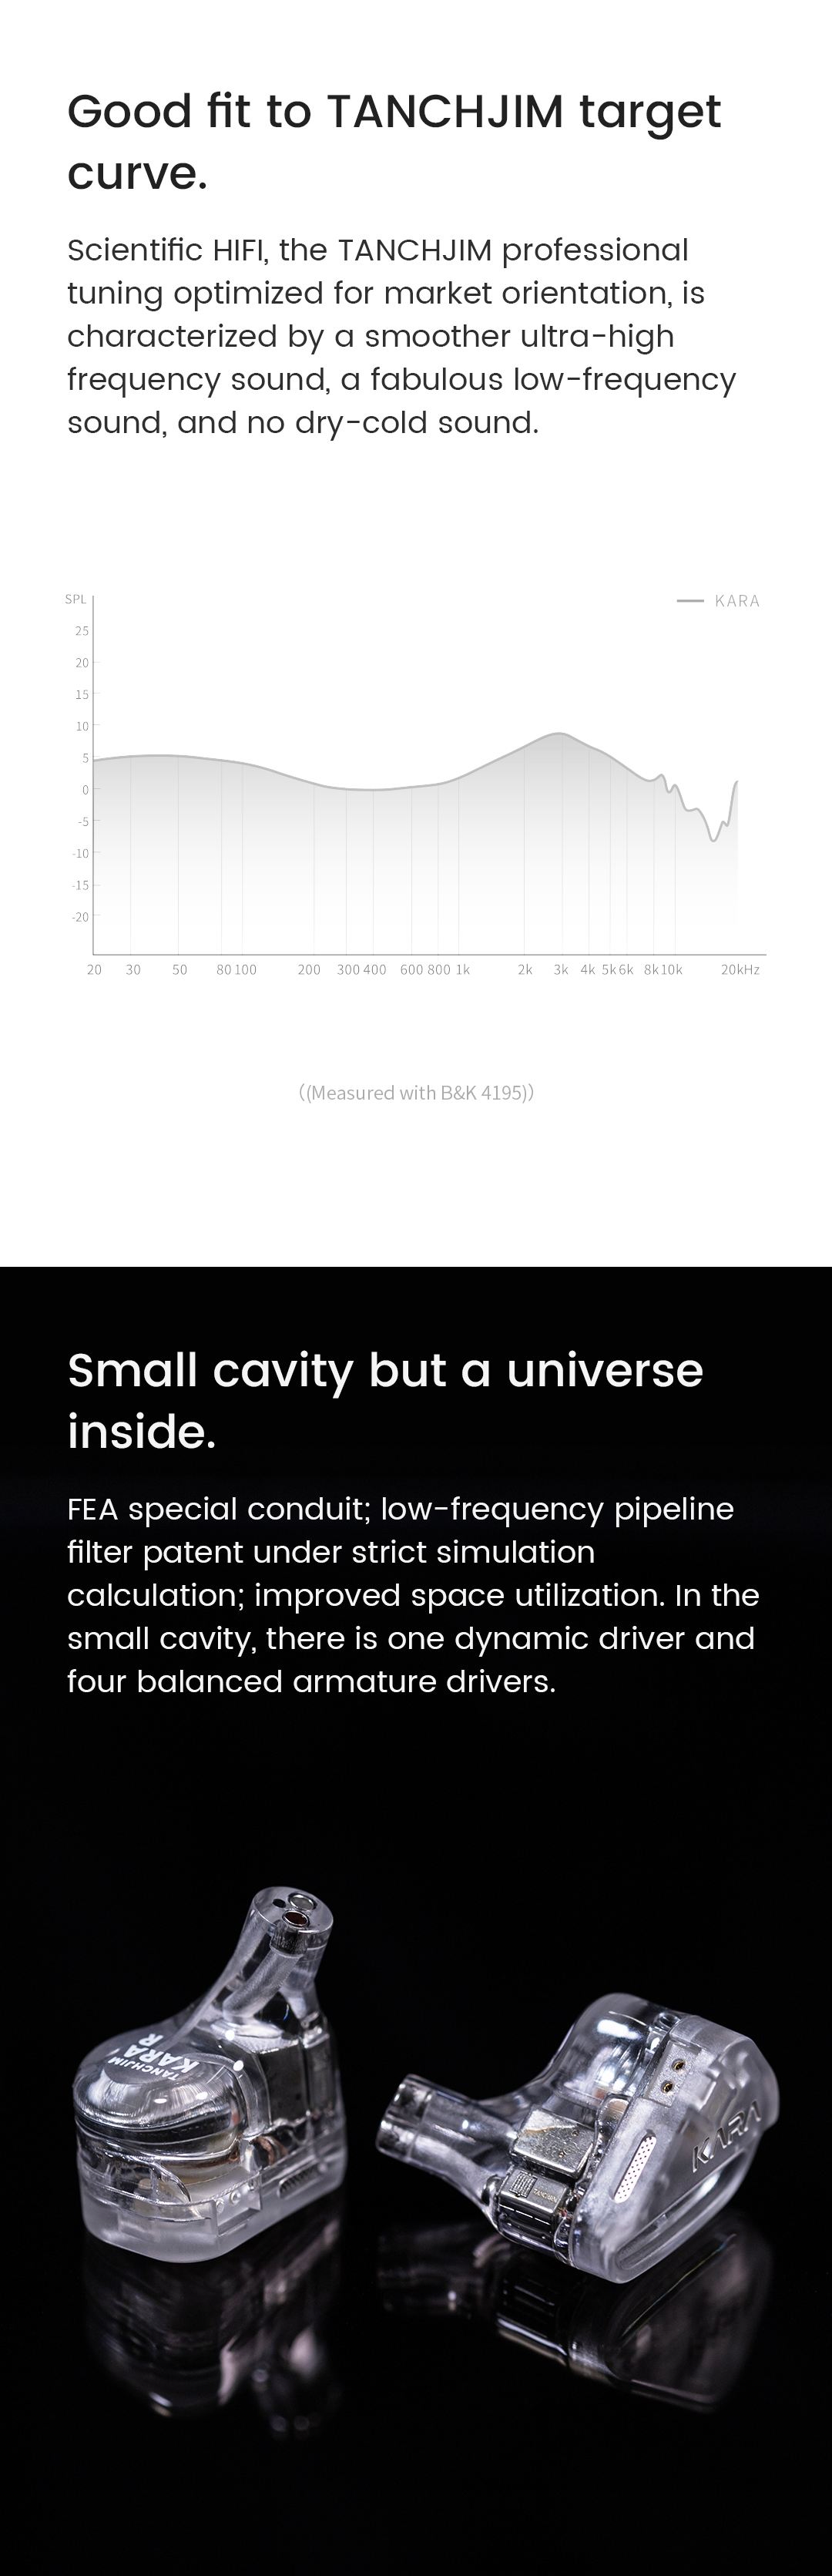 Good fit to TANCHJIM target
curve.
Scientific HIFI, the TANCHJIM professional
tuning optimized for market orientation, is
characterized by a smoother ultra-high
frequency sound, a fabulous low-frequency
sound, and no dry-cold sound.
SPL
KARA
25
20
15
10
5
0
-5
-10
-15
-20
20 30 50 80 100 200 300 400 600 800 1k 2k 3k 4k 5k 6k 8k 10k 20kHz
（(Measured with B&K 4195)）
Small cavity but a universe
inside.
FEA special conduit; low-frequency pipeline
filter patent under strict simulation
calculation; improved space utilization. In the
small cavity, there is one dynamic driver and
four balanced armature drivers.
TANCHJIM
KARA R
KARA